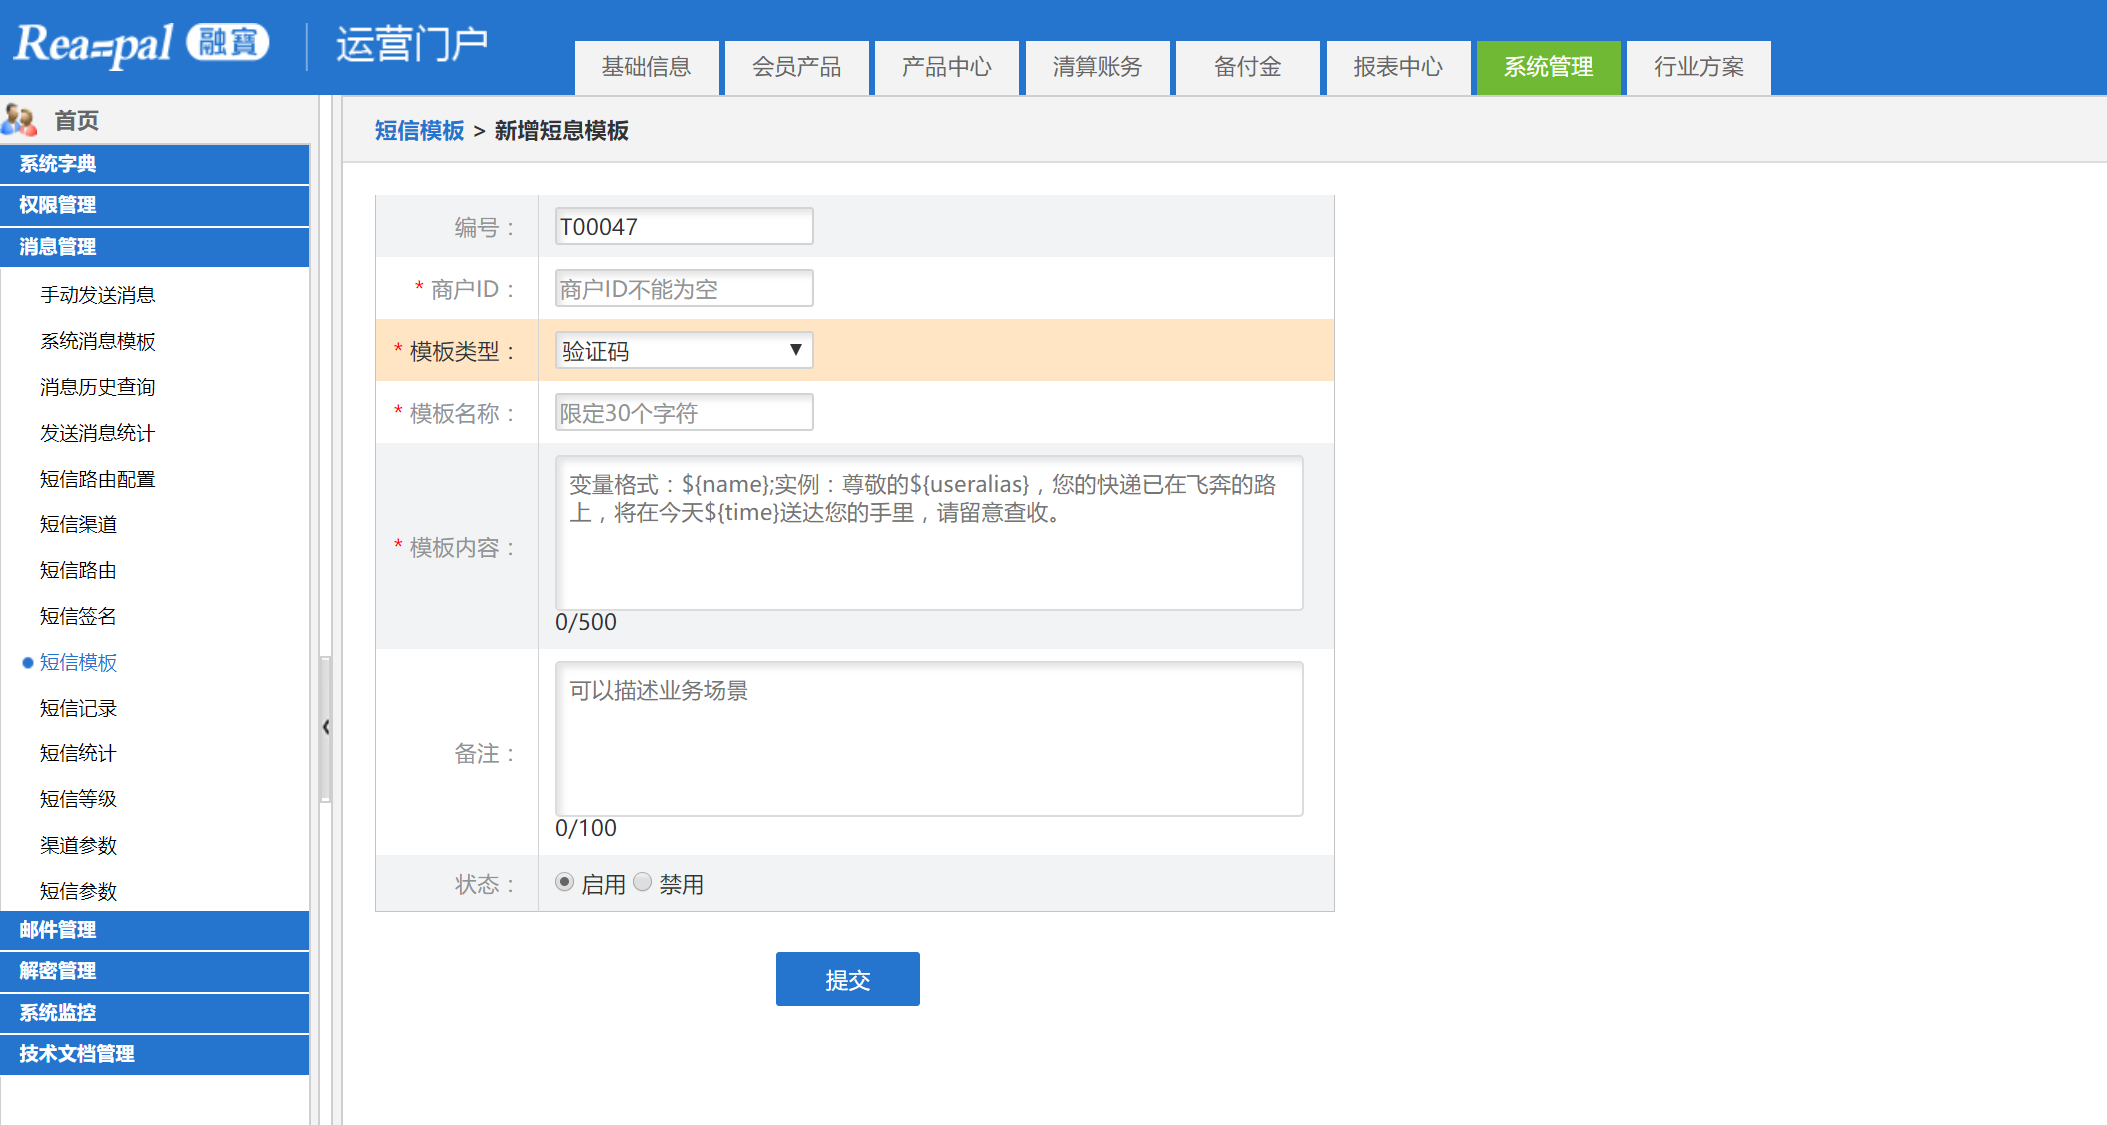 Reapal 融寶 运营门户
基础信息 会员产品 产品中心 清算账务 备付金 报表中心 系统管理 行业方案
首页
系统字典
权限管理
消息管理
手动发送消息
系统消息模板
消息历史查询
发送消息统计
短信路由配置
短信渠道
短信路由
短信签名
短信模板
短信记录
短信统计
短信等级
渠道参数
短信参数
邮件管理
解密管理
系统监控
技术文档管理
短信模板 > 新增短息模板
编号： T00047
* 商户ID： 商户ID不能为空
* 模板类型： 验证码
* 模板名称： 限定30个字符
* 模板内容：
变量格式：${name};实例：尊敬的${useralias}，您的快递已在飞奔的路
上，将在今天${time}送达您的手里，请留意查收。
0/500
备注： 可以描述业务场景
0/100
状态： 启用 禁用
提交